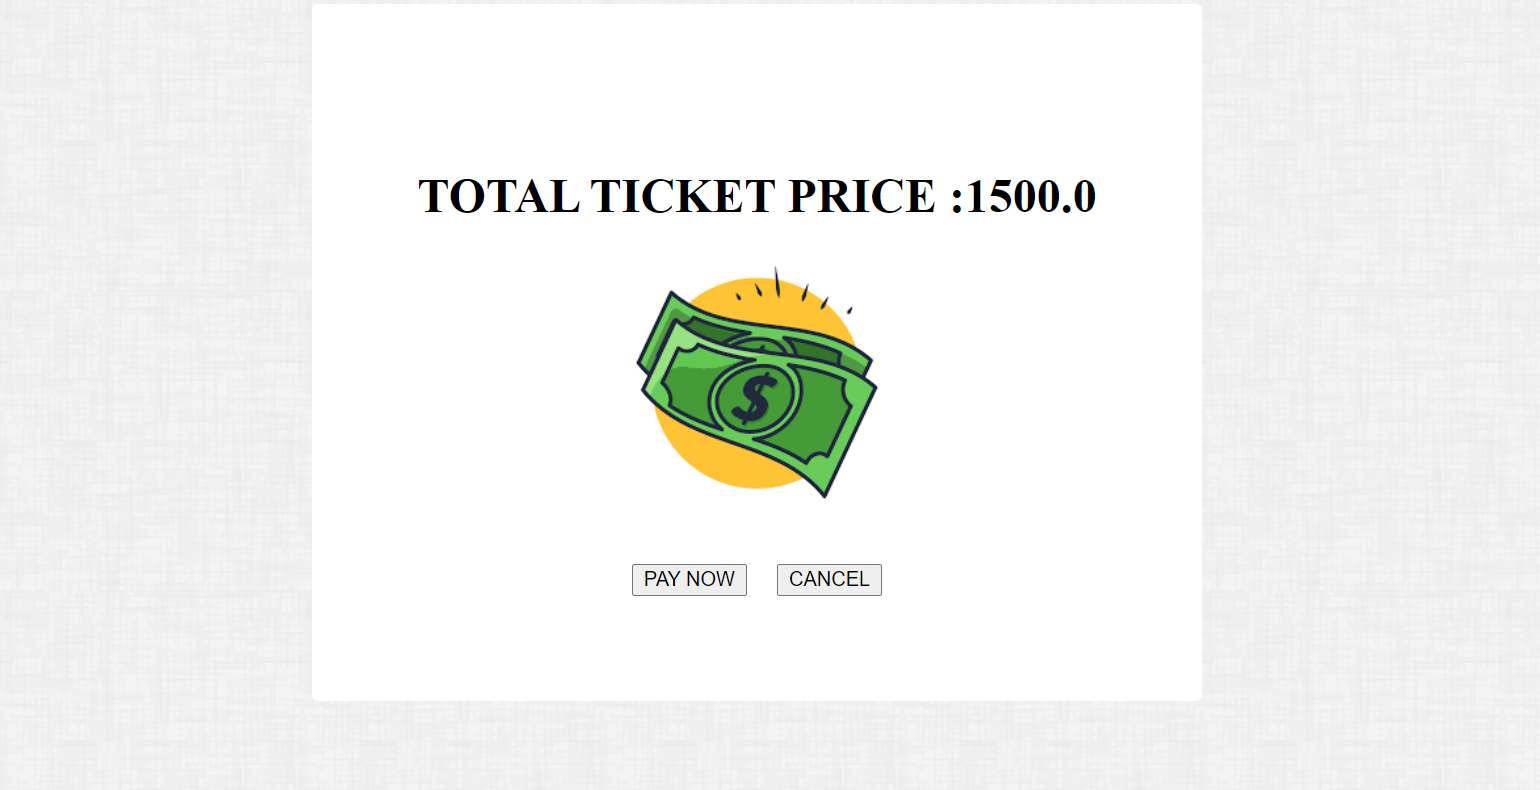 TOTAL TICKET PRICE :1500.0
$
PAY NOW CANCEL